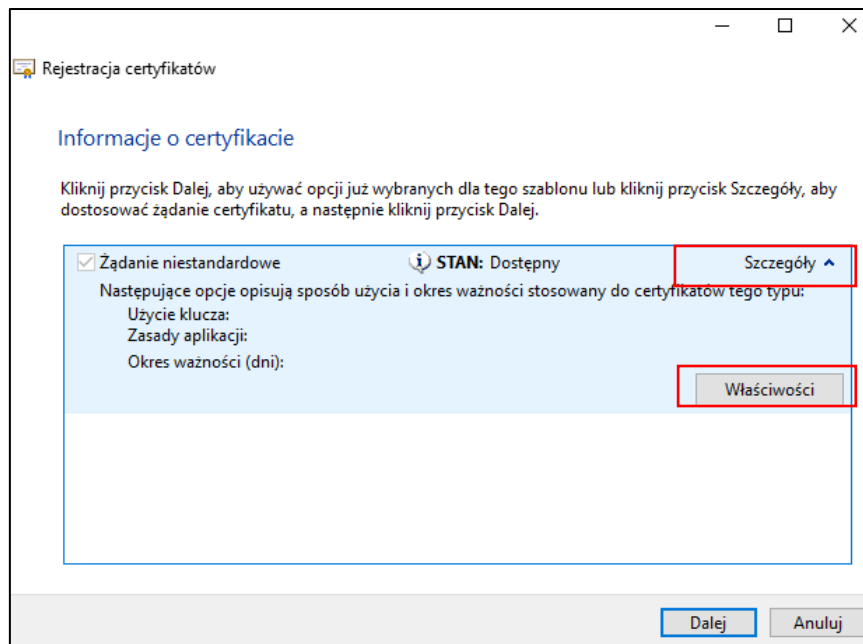 Rejestracja certyfikatów
Informacje o certyfikacie
Kliknij przycisk Dalej, aby używać opcji już wybranych dla tego szablonu lub kliknij przycisk Szczegóły, aby
dostosować żądanie certyfikatu, a następnie kliknij przycisk Dalej.
Żądanie niestandardowe STAN: Dostępny Szczegóły
Następujące opcje opisują sposób użycia i okres ważności stosowany do certyfikatów tego typu:
Użycie klucza:
Zasady aplikacji:
Okres ważności (dni):
Właściwości
Dalej Anuluj